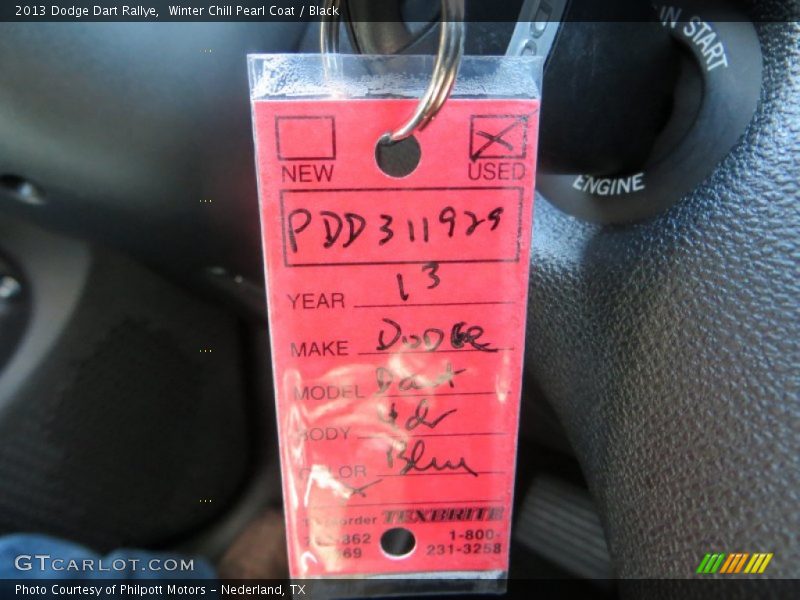 2013 Dodge Dart Rallye,  Winter Chill Pearl Coat / Black
IN START
ENGINE
NEW
USED
PDD311929
YEAR 13
MAKE DODGE
MODEL Dart
BODY 4dr
COLOR Blue
TEXBRITE
1-800-
231-3258
GTCARLOT.COM
Photo Courtesy of Philpott Motors – Nederland, TX